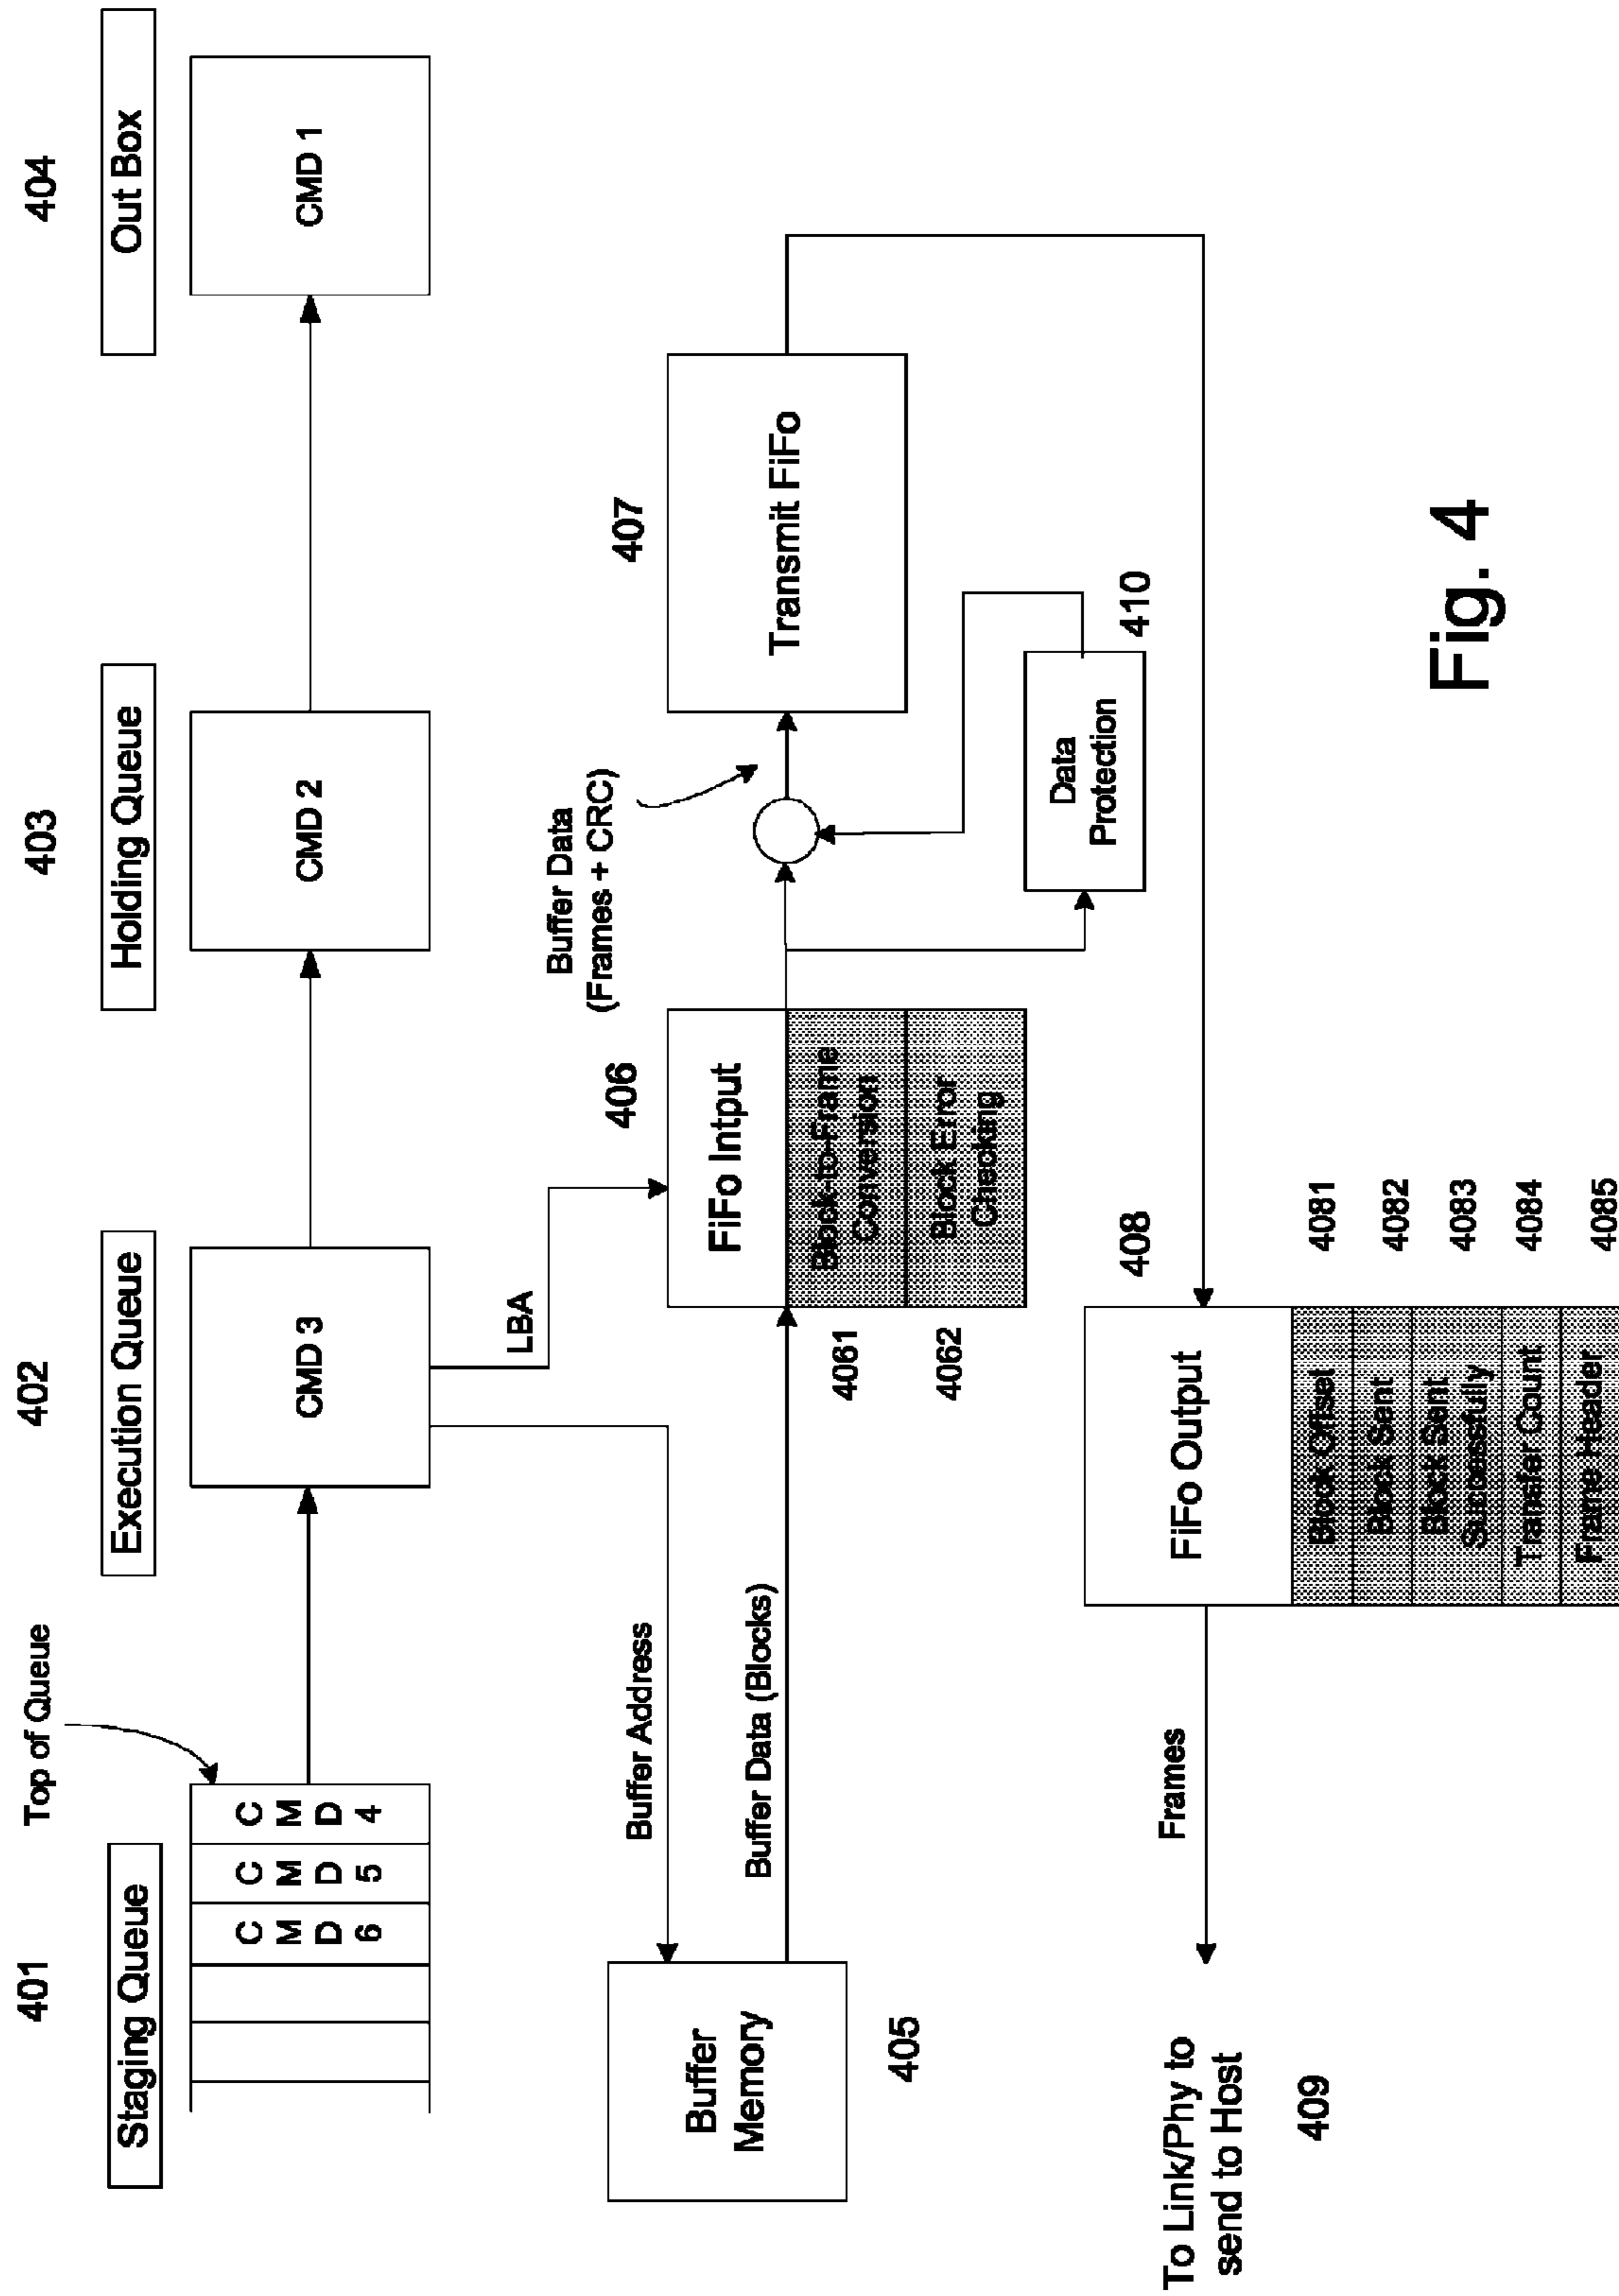 401
402
403
404
Staging Queue
Top of Queue
Execution Queue
Holding Queue
Out Box
C
M
D
6
C
M
D
5
C
M
D
4
CMD 3
CMD 2
CMD 1
Buffer Address
LBA
Buffer Data
(Frames + CRC)
406
407
Buffer
Memory
405
Buffer Data (Blocks)
FiFo Intput
Block-to-Frame
Conversion
4061
Block Error
Checking
4062
Transmit FiFo
Data
Protection
410
408
Frames
To Link/Phy to
send to Host
409
FiFo Output
Block Offset
4081
Block Sent
4082
Block Sent
Successfully
4083
Transfer Count
4084
Frame Header
4085
Fig. 4